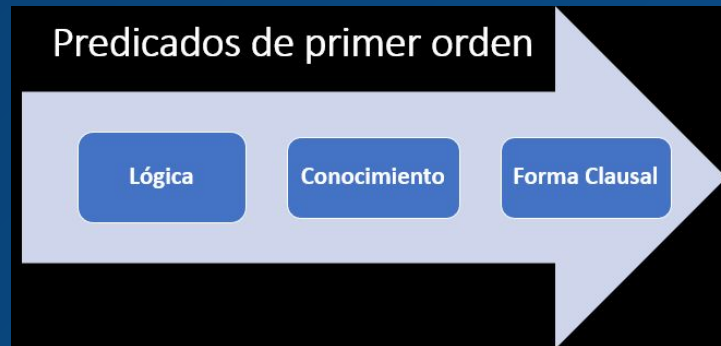 Predicados de primer orden
Lógica
Conocimiento
Forma Clausal